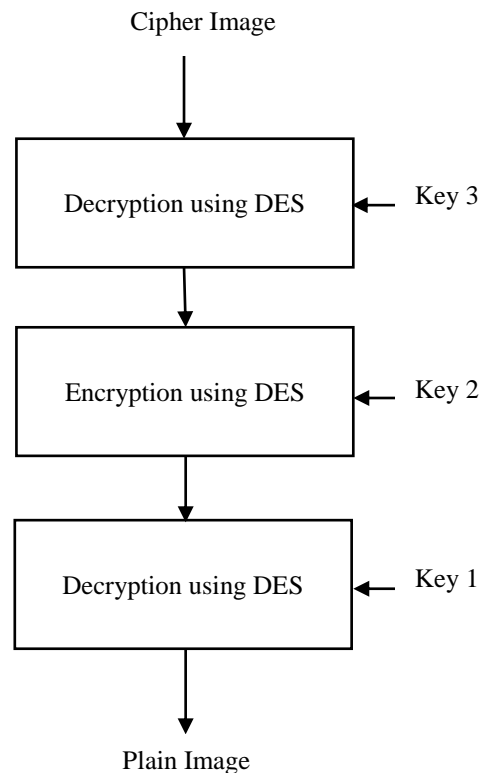 Cipher Image
Decryption using DES
Key 3
Encryption using DES
Key 2
Decryption using DES
Key 1
Plain Image